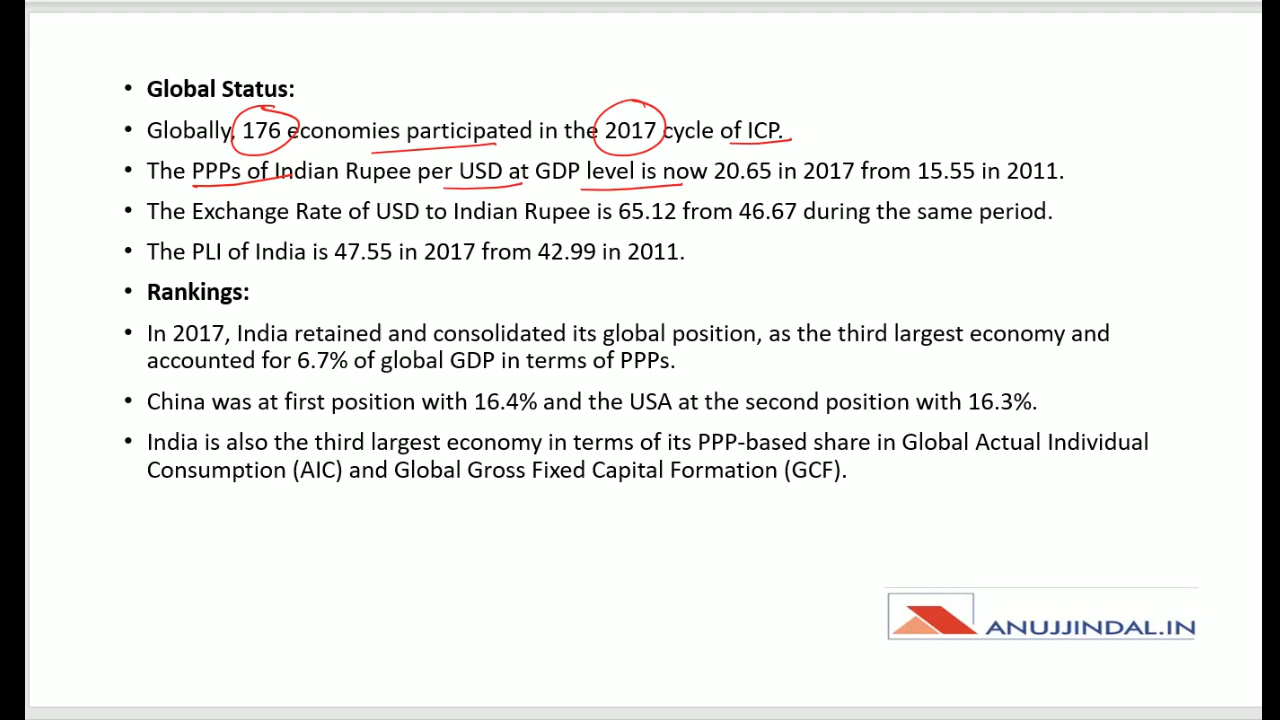 • Global Status:
• Globally, 176 economies participated in the 2017 cycle of ICP.
• The PPPs of Indian Rupee per USD at GDP level is now 20.65 in 2017 from 15.55 in 2011.
• The Exchange Rate of USD to Indian Rupee is 65.12 from 46.67 during the same period.
• The PLI of India is 47.55 in 2017 from 42.99 in 2011.
• Rankings:
• In 2017, India retained and consolidated its global position, as the third largest economy and
accounted for 6.7% of global GDP in terms of PPPs.
• China was at first position with 16.4% and the USA at the second position with 16.3%.
• India is also the third largest economy in terms of its PPP-based share in Global Actual Individual
Consumption (AIC) and Global Gross Fixed Capital Formation (GCF).
ANUJJINDAL.IN